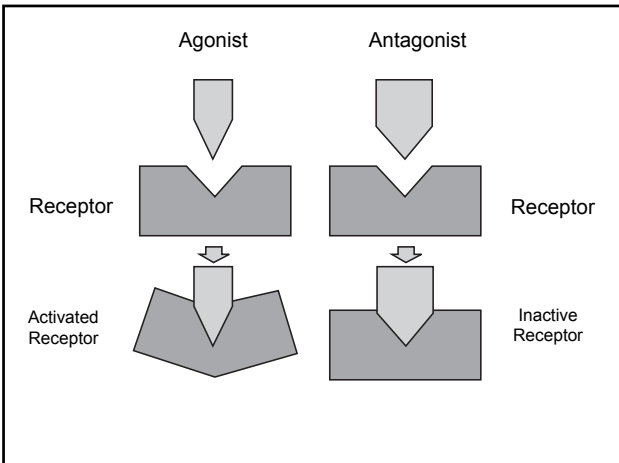 Agonist
Antagonist
Receptor
Receptor
Activated
Receptor
Inactive
Receptor